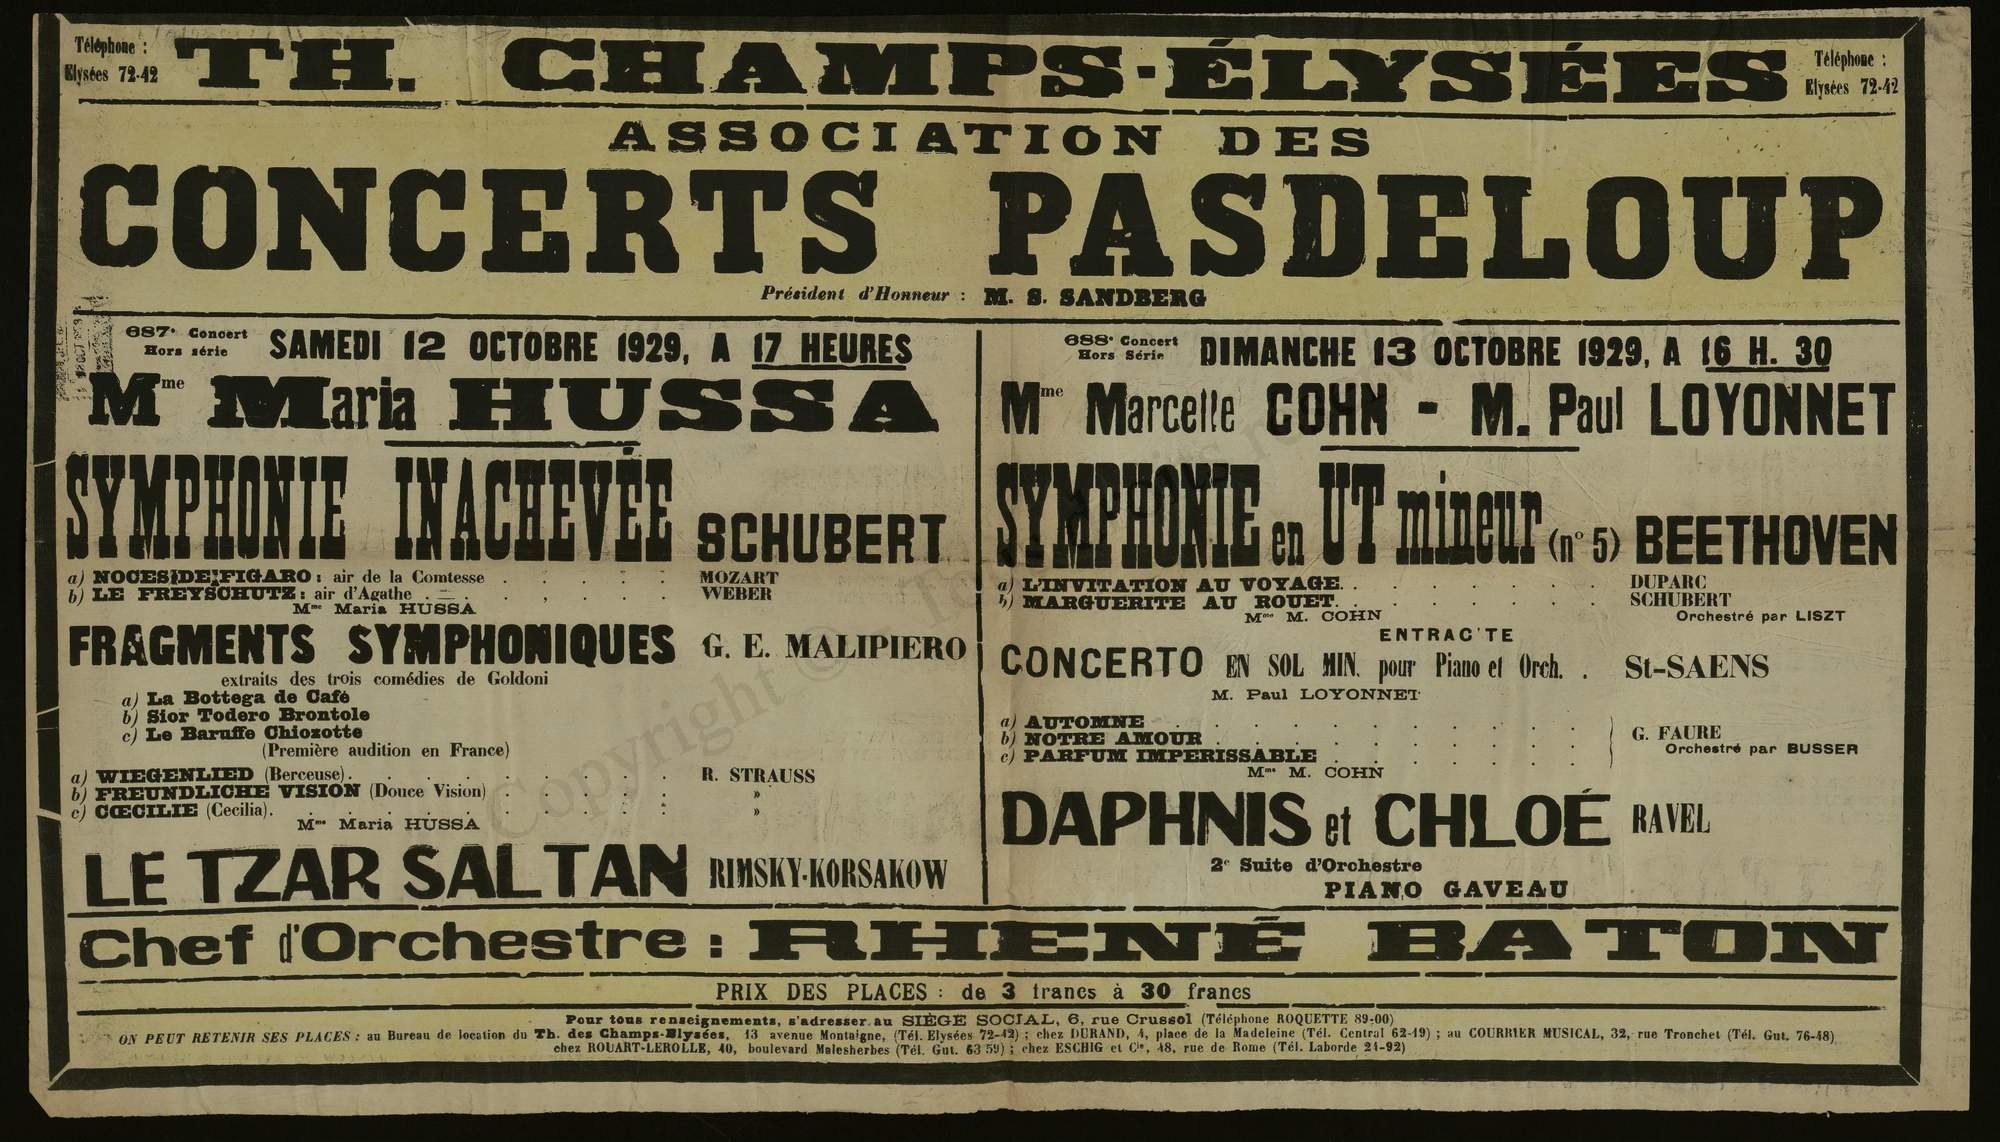 Téléphone :
Elysées 72-42
TH. CHAMPS-ÉLYSÉES
Téléphone :
Elysées 72-42
ASSOCIATION DES
CONCERTS PASDELOUP
Président d'Honneur : M. S. SANDBERG
687e Concert
Hors série
SAMEDI 12 OCTOBRE 1929, A 17 HEURES
Mme Maria HUSSA
SYMPHONIE INACHEVÉE SCHUBERT
a) NOCES DE FIGARO : air de la Comtesse . . . . . MOZART
b) LE FREYSCHUTZ : air d'Agathe . . . . . . WEBER
Mme Maria HUSSA
FRAGMENTS SYMPHONIQUES G. E. MALIPIERO
extraits des trois comédies de Goldoni
a) La Bottega de Café
b) Sior Todero Brontole
c) Le Baruffe Chiozotte
(Première audition en France)
a) WIEGENLIED (Berceuse). . . . . . . . . R. STRAUSS
b) FREUNDLICHE VISION (Douce Vision) . . . . . »
c) CŒCILIE (Cecilia). . . . . . . . . . »
Mme Maria HUSSA
LE TZAR SALTAN RIMSKY-KORSAKOW
688e Concert
Hors Série
DIMANCHE 13 OCTOBRE 1929, A 16 H. 30
Mme Marcelle COHN - M. Paul LOYONNET
SYMPHONIE en UT mineur (n° 5) BEETHOVEN
a) L'INVITATION AU VOYAGE. . . . . . . DUPARC
b) MARGUERITE AU ROUET. . . . . . . SCHUBERT
Orchestré par LISZT
Mme M. COHN
ENTRAC'TE
CONCERTO EN SOL MIN. pour Piano et Orch. . St-SAENS
M. Paul LOYONNET
a) AUTOMNE . . . . . . . . . .
b) NOTRE AMOUR . . . . . . . . G. FAURE
c) PARFUM IMPERISSABLE . . . . . . Orchestré par BUSSER
Mme M. COHN
DAPHNIS et CHLOÉ RAVEL
2e Suite d'Orchestre
PIANO GAVEAU
Chef d'Orchestre : RHENÉ BATON
PRIX DES PLACES : de 3 francs à 30 francs
Pour tous renseignements, s'adresser au SIÈGE SOCIAL, 6, rue Crussol (Téléphone ROQUETTE 89-00)
ON PEUT RETENIR SES PLACES : au Bureau de location du Th. des Champs-Elysées, 13 avenue Montaigne, (Tél. Elysées 72-42) ; chez DURAND, 4, place de la Madeleine (Tél. Central 62-19) ; au COURRIER MUSICAL, 32, rue Tronchet (Tél. Gut. 76-48)
chez ROUART-LEROLLE, 40, boulevard Malesherbes (Tél. Gut. 63 59) ; chez ESCHIG et Cie, 48, rue de Rome (Tél. Laborde 24-92)